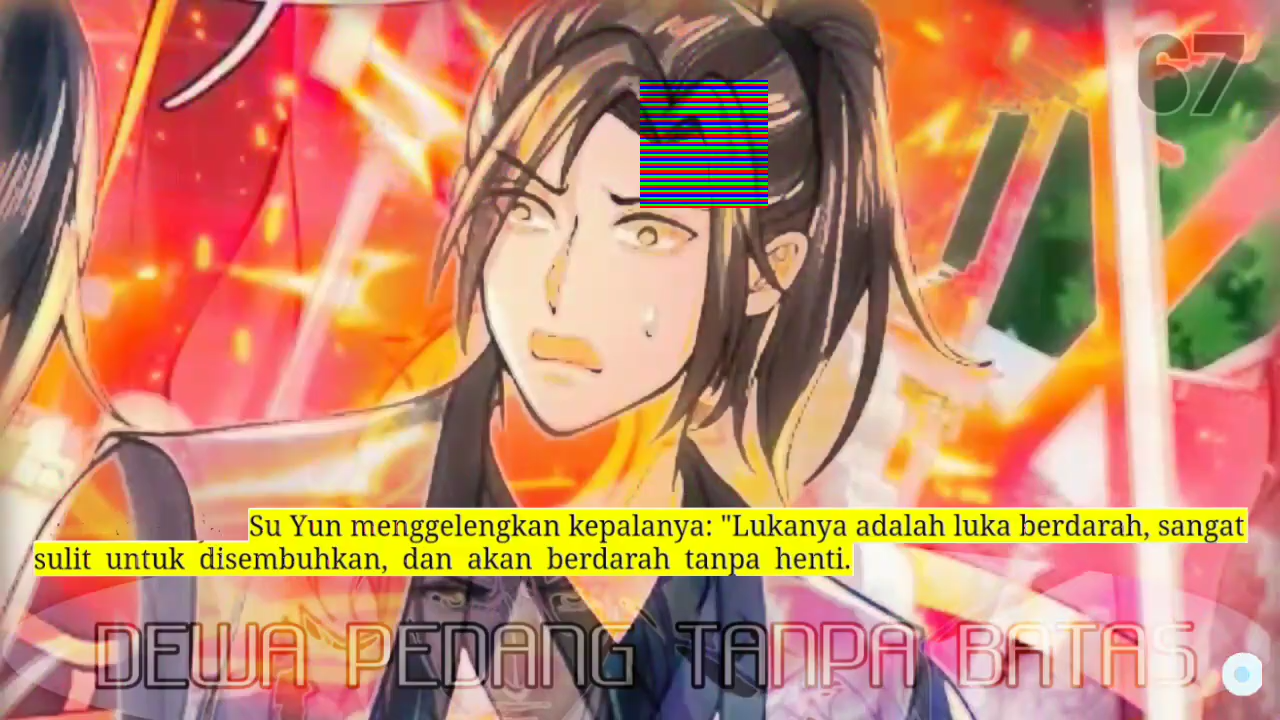 67
Su Yun menggelengkan kepalanya: "Lukanya adalah luka berdarah, sangat
sulit untuk disembuhkan, dan akan berdarah tanpa henti.
DEWA PEDANG TANPA BATAS